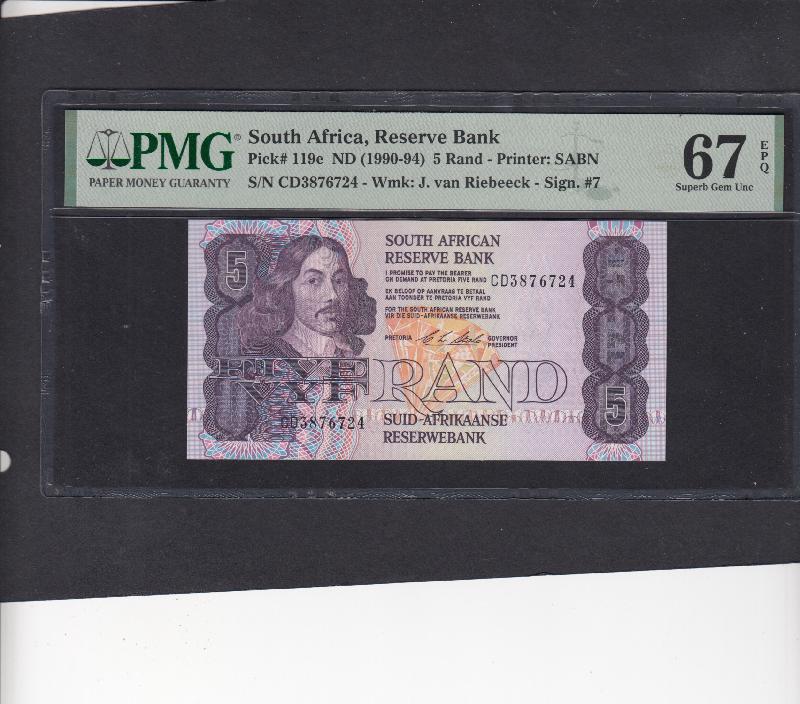 PMG®
PAPER MONEY GUARANTY
South Africa, Reserve Bank
Pick# 119e ND (1990-94) 5 Rand - Printer: SABN
S/N CD3876724 - Wmk: J. van Riebeeck - Sign. #7
67
EPQ
Superb Gem Unc
5
SOUTH AFRICAN
RESERVE BANK
I PROMISE TO PAY THE BEARER
ON DEMAND AT PRETORIA FIVE RAND
CD3876724
EK BELOOF OP AANVRAAG TE BETAAL
AAN TOONDER TE PRETORIA VYF RAND
FOR THE SOUTH AFRICAN RESERVE BANK
VIR DIE SUID-AFRIKAANSE RESERWEBANK
PRETORIA
GOVERNOR
PRESIDENT
FIVE
VYF
RAND
CD3876724
SUID-AFRIKAANSE
RESERWEBANK
5